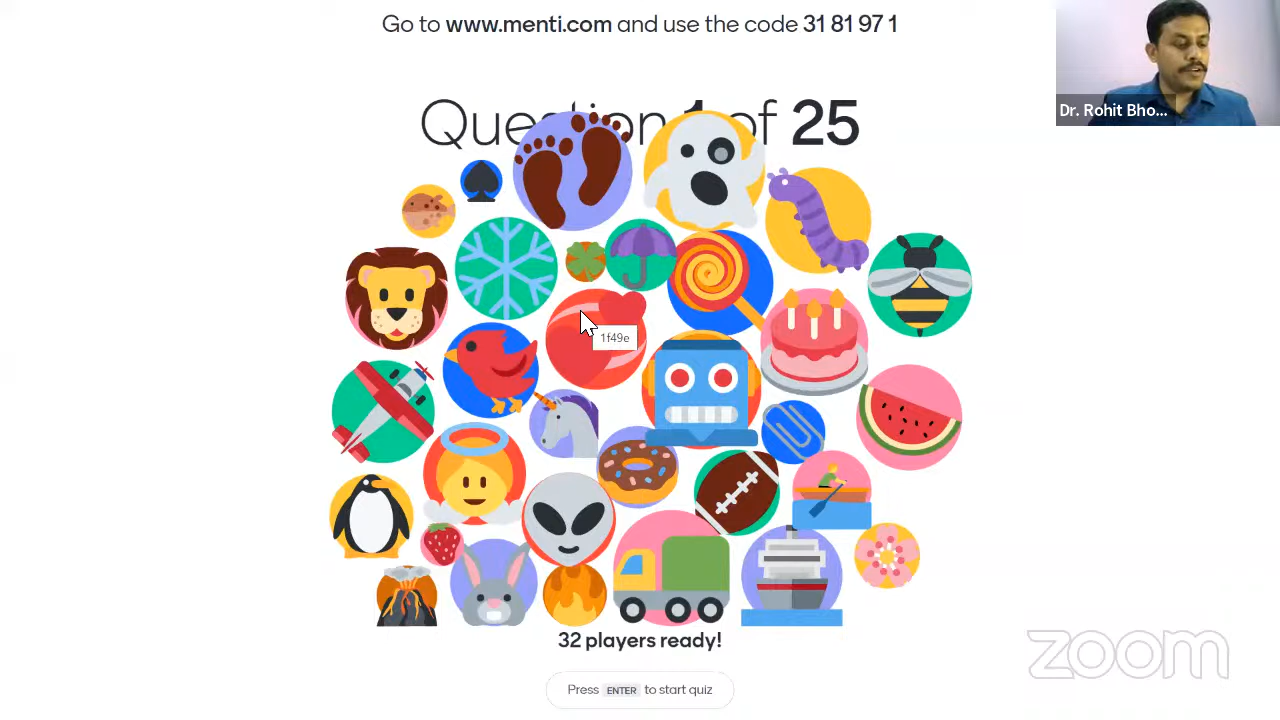 Go to www.menti.com and use the code 31 81 97 1
Dr. Rohit Bho...
Question 1 of 25
1f49e
32 players ready!
Press ENTER to start quiz
zoom